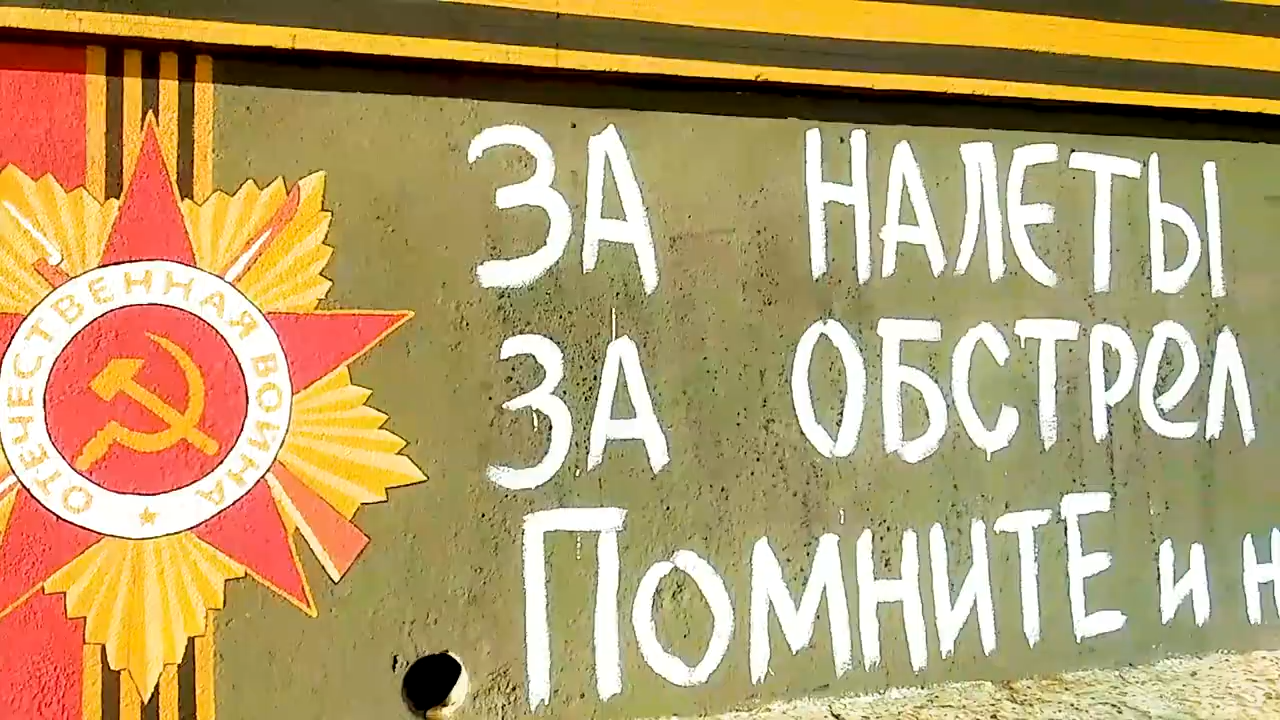 ОТЕЧЕСТВЕННАЯ ВОЙНА
ЗА НАЛЕТЫ
ЗА ОБСТРЕЛ
ПОМНИТЕ И Н